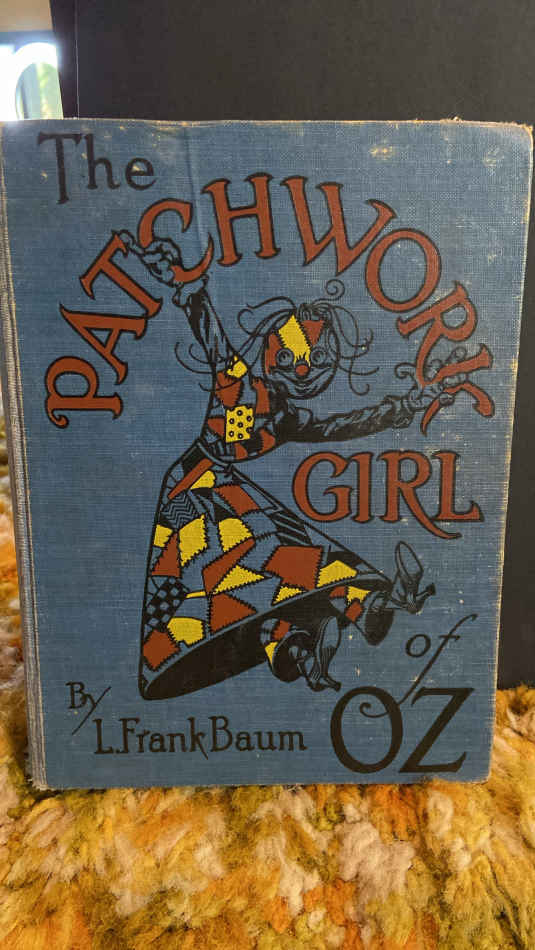 The
PATCHWORK
GIRL
of
OZ
By
L. Frank Baum